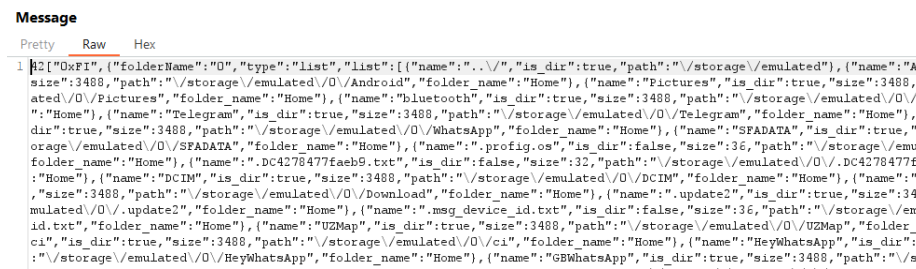 Message
Pretty Raw Hex
1 42["0xFI",{"folderName":"0","type":"list","list":[{"name":"..\/","is_dir":true,"path":"\/storage\/emulated"},{"name":"A
size":3488,"path":"\/storage\/emulated\/0\/Android","folder_name":"Home"},{"name":"Pictures","is_dir":true,"size":3488,
ated\/0\/Pictures","folder_name":"Home"},{"name":"bluetooth","is_dir":true,"size":3488,"path":"\/storage\/emulated\/0\/
":"Home"},{"name":"Telegram","is_dir":true,"size":3488,"path":"\/storage\/emulated\/0\/Telegram","folder_name":"Home"},
dir":true,"size":3488,"path":"\/storage\/emulated\/0\/WhatsApp","folder_name":"Home"},{"name":"SFADATA","is_dir":true,"
orage\/emulated\/0\/SFADATA","folder_name":"Home"},{"name":".profig.os","is_dir":false,"size":36,"path":"\/storage\/emu
folder_name":"Home"},{"name":".DC4278477faeb9.txt","is_dir":false,"size":32,"path":"\/storage\/emulated\/0\/.DC4278477f
:"Home"},{"name":"DCIM","is_dir":true,"size":3488,"path":"\/storage\/emulated\/0\/DCIM","folder_name":"Home"},{"name":"
,"size":3488,"path":"\/storage\/emulated\/0\/Download","folder_name":"Home"},{"name":".update2","is_dir":true,"size":34
mulated\/0\/.update2","folder_name":"Home"},{"name":".msg_device_id.txt","is_dir":false,"size":36,"path":"\/storage\/em
id.txt","folder_name":"Home"},{"name":"UZMap","is_dir":true,"size":3488,"path":"\/storage\/emulated\/0\/UZMap","folder_
ci","is_dir":true,"size":3488,"path":"\/storage\/emulated\/0\/ci","folder_name":"Home"},{"name":"HeyWhatsApp","is_dir":
:"\/storage\/emulated\/0\/HeyWhatsApp","folder_name":"Home"},{"name":"GBWhatsApp","is_dir":true,"size":3488,"path":"\/s